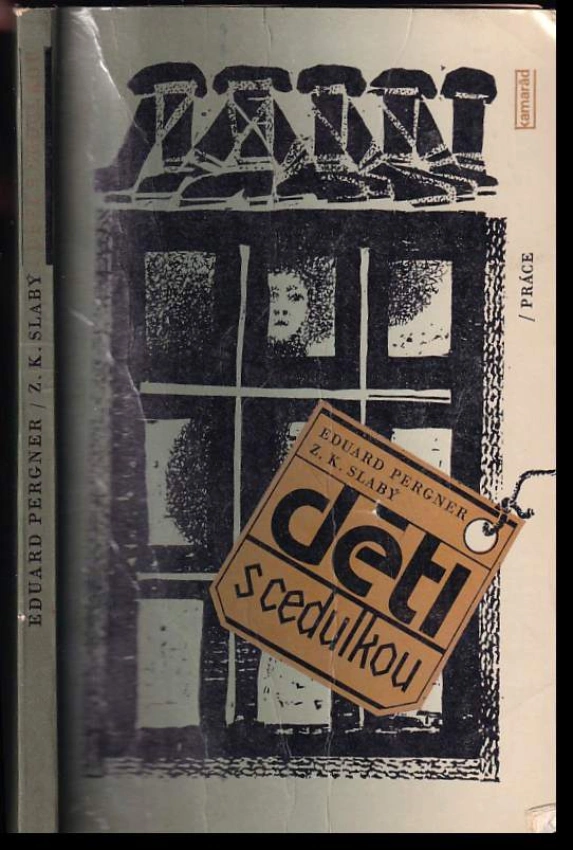 kamarád
/ PRÁCE
EDUARD PERGNER
Z. K. SLABÝ
děti
s cedulkou
EDUARD PERGNER / Z. K. SLABÝ